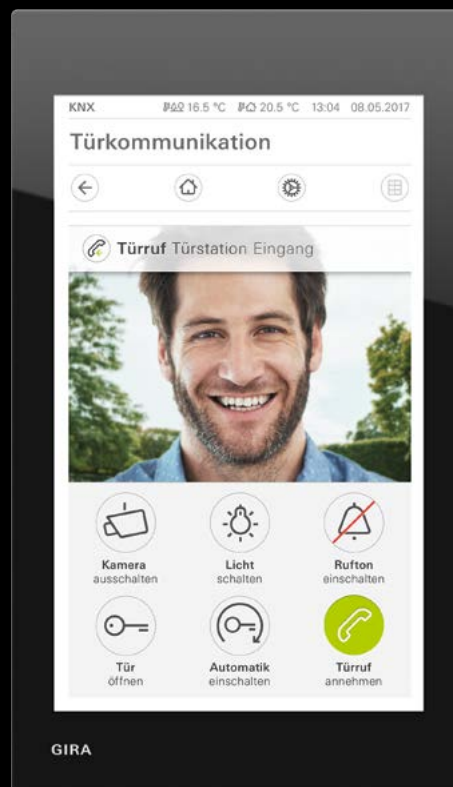 KNX 16.5 °C 20.5 °C 13:04 08.05.2017
Türkommunikation
Türruf Türstation Eingang
Kamera Licht Rufton
ausschalten schalten einschalten
Tür Automatik Türruf
öffnen einschalten annehmen
GIRA